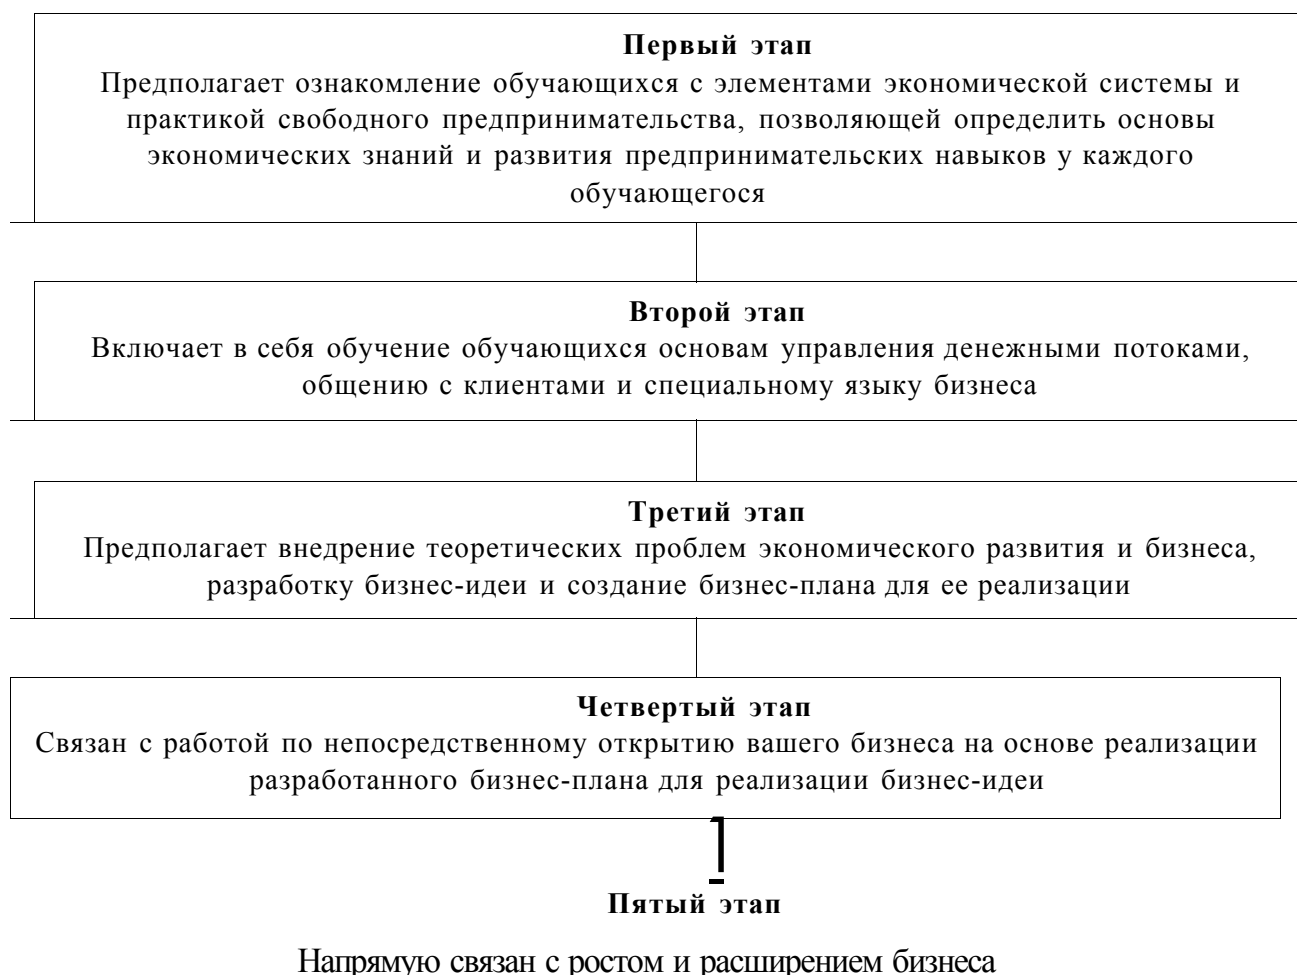 Первый этап
Предполагает ознакомление обучающихся с элементами экономической системы и
практикой свободного предпринимательства, позволяющей определить основы
экономических знаний и развития предпринимательских навыков у каждого
обучающегося
Второй этап
Включает в себя обучение обучающихся основам управления денежными потоками,
общению с клиентами и специальному языку бизнеса
Третий этап
Предполагает внедрение теоретических проблем экономического развития и бизнеса,
разработку бизнес-идеи и создание бизнес-плана для ее реализации
Четвертый этап
Связан с работой по непосредственному открытию вашего бизнеса на основе реализации
разработанного бизнес-плана для реализации бизнес-идеи
Пятый этап
Напрямую связан с ростом и расширением бизнеса